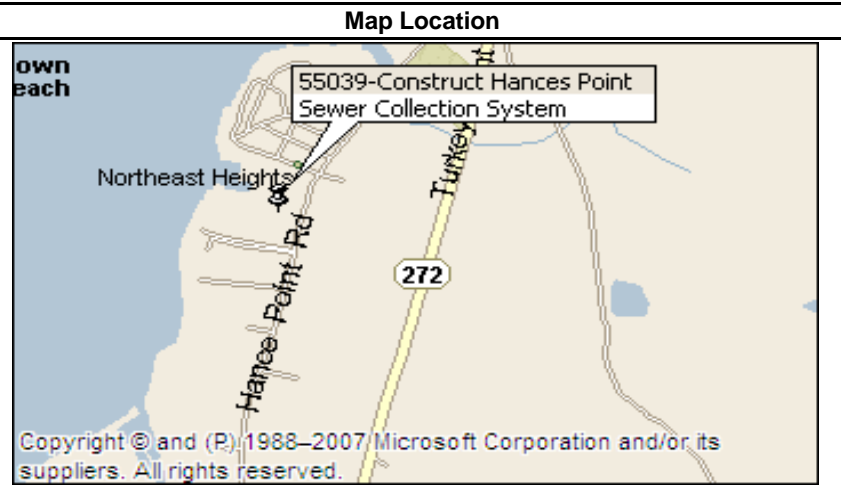 Map Location
own
each
55039-Construct Hances Point
Sewer Collection System
Northeast Heights
Turkey
272
Hance Point Rd
Copyright © and (P) 1988–2007 Microsoft Corporation and/or its
suppliers. All rights reserved.